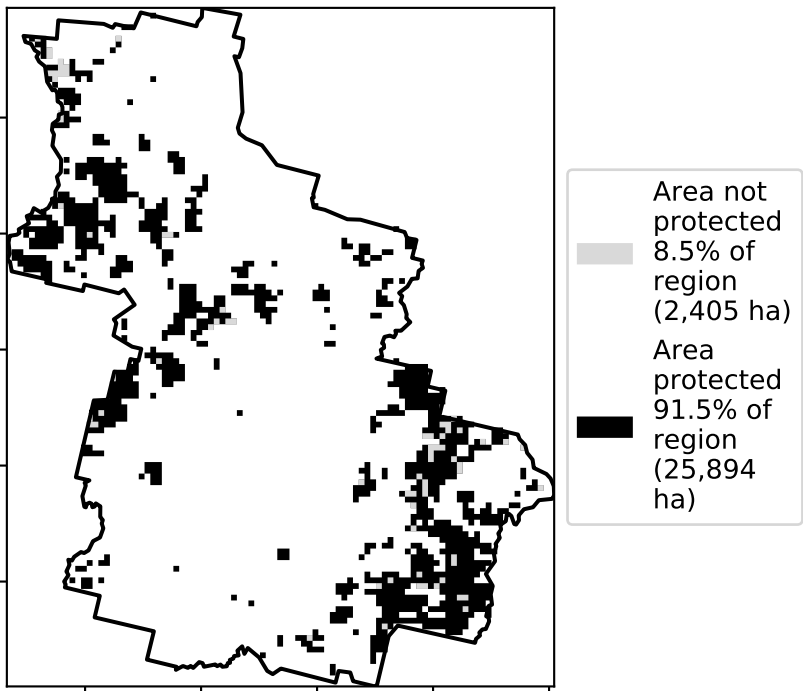 Area not
protected
8.5% of
region
(2,405 ha)
Area
protected
91.5% of
region
(25,894
ha)